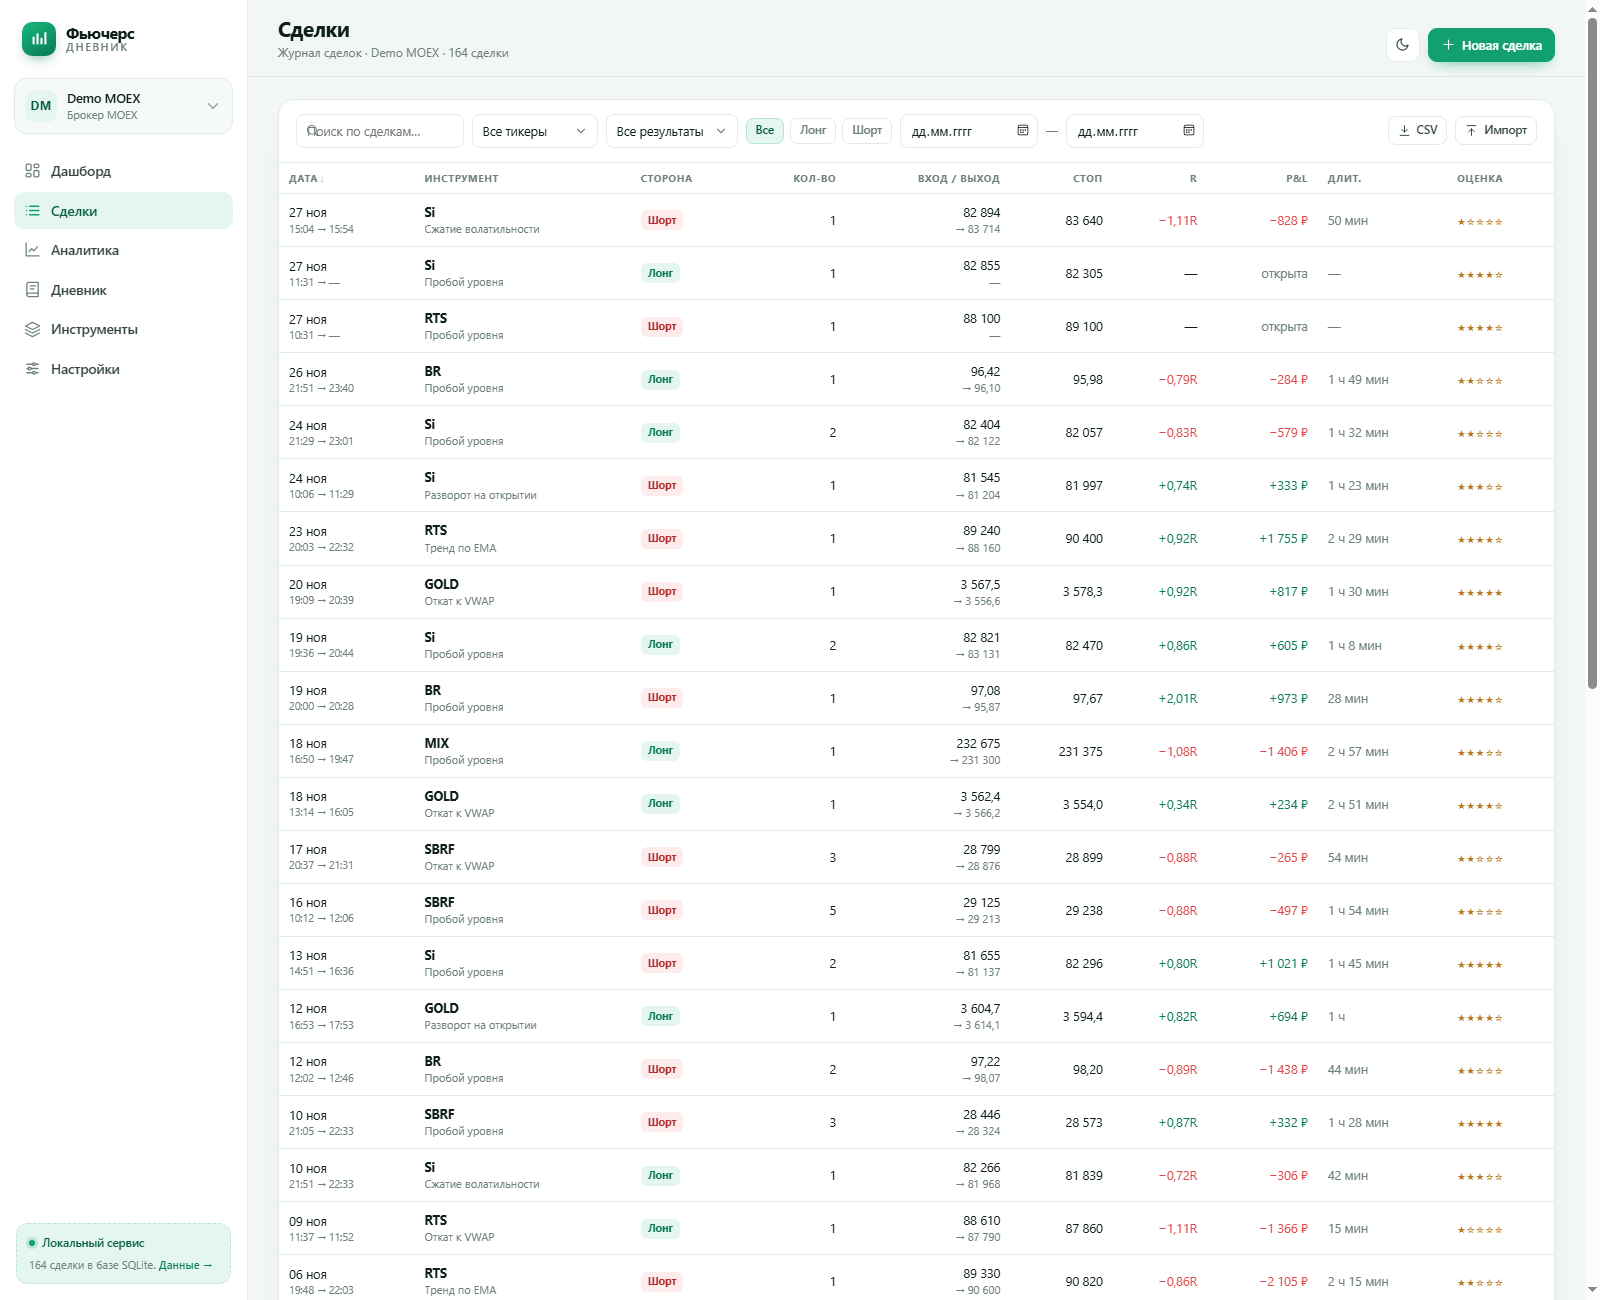 Фьючерс
ДНЕВНИК
DM
Demo MOEX
Брокер MOEX
Дашборд
Сделки
Аналитика
Дневник
Инструменты
Настройки
Локальный сервис
164 сделки в базе SQLite. Данные →
Сделки
Журнал сделок · Demo MOEX · 164 сделки
+ Новая сделка
Поиск по сделкам...
Все тикеры
Все результаты
Все
Лонг
Шорт
дд.мм.гггг
—
дд.мм.гггг
CSV
Импорт
ДАТА↓ ИНСТРУМЕНТ СТОРОНА КОЛ-ВО ВХОД / ВЫХОД СТОП R P&L ДЛИТ. ОЦЕНКА
27 ноя Si Шорт 1 82 894 83 640 −1,11R −828 ₽ 50 мин ★☆☆☆☆
15:04 → 15:54 Сжатие волатильности → 83 714
27 ноя Si Лонг 1 82 855 82 305 — открыта — ★★★★☆
11:31 → — Пробой уровня —
27 ноя RTS Шорт 1 88 100 89 100 — открыта — ★★★★☆
10:31 → — Пробой уровня —
26 ноя BR Лонг 1 96,42 95,98 −0,79R −284 ₽ 1 ч 49 мин ★★☆☆☆
21:51 → 23:40 Пробой уровня → 96,10
24 ноя Si Лонг 2 82 404 82 057 −0,83R −579 ₽ 1 ч 32 мин ★★☆☆☆
21:29 → 23:01 Пробой уровня → 82 122
24 ноя Si Шорт 1 81 545 81 997 +0,74R +333 ₽ 1 ч 23 мин ★★★☆☆
10:06 → 11:29 Разворот на открытии → 81 204
23 ноя RTS Шорт 1 89 240 90 400 +0,92R +1 755 ₽ 2 ч 29 мин ★★★★☆
20:03 → 22:32 Тренд по EMA → 88 160
20 ноя GOLD Шорт 1 3 567,5 3 578,3 +0,92R +817 ₽ 1 ч 30 мин ★★★★★
19:09 → 20:39 Откат к VWAP → 3 556,6
19 ноя Si Лонг 2 82 821 82 470 +0,86R +605 ₽ 1 ч 8 мин ★★★★☆
19:36 → 20:44 Пробой уровня → 83 131
19 ноя BR Шорт 1 97,08 97,67 +2,01R +973 ₽ 28 мин ★★★★☆
20:00 → 20:28 Пробой уровня → 95,87
18 ноя MIX Лонг 1 232 675 231 375 −1,08R −1 406 ₽ 2 ч 57 мин ★★★☆☆
16:50 → 19:47 Пробой уровня → 231 300
18 ноя GOLD Лонг 1 3 562,4 3 554,0 +0,34R +234 ₽ 2 ч 51 мин ★★★★☆
13:14 → 16:05 Откат к VWAP → 3 566,2
17 ноя SBRF Шорт 3 28 799 28 899 −0,88R −265 ₽ 54 мин ★★☆☆☆
20:37 → 21:31 Откат к VWAP → 28 876
16 ноя SBRF Шорт 5 29 125 29 238 −0,88R −497 ₽ 1 ч 54 мин ★★☆☆☆
10:12 → 12:06 Пробой уровня → 29 213
13 ноя Si Шорт 2 81 655 82 296 +0,80R +1 021 ₽ 1 ч 45 мин ★★★★★
14:51 → 16:36 Пробой уровня → 81 137
12 ноя GOLD Лонг 1 3 604,7 3 594,4 +0,82R +694 ₽ 1 ч ★★★★☆
16:53 → 17:53 Разворот на открытии → 3 614,1
12 ноя BR Шорт 2 97,22 98,20 −0,89R −1 438 ₽ 44 мин ★★☆☆☆
12:02 → 12:46 Пробой уровня → 98,07
10 ноя SBRF Шорт 3 28 446 28 573 +0,87R +332 ₽ 1 ч 28 мин ★★★★★
21:05 → 22:33 Пробой уровня → 28 324
10 ноя Si Лонг 1 82 266 81 839 −0,72R −306 ₽ 42 мин ★★★☆☆
21:51 → 22:33 Сжатие волатильности → 81 968
09 ноя RTS Лонг 1 88 610 87 860 −1,11R −1 366 ₽ 15 мин ★☆☆☆☆
11:37 → 11:52 Откат к VWAP → 87 790
06 ноя RTS Шорт 1 89 330 90 820 −0,86R −2 105 ₽ 2 ч 15 мин ★★☆☆☆
19:48 → 22:03 Тренд по EMA → 90 600